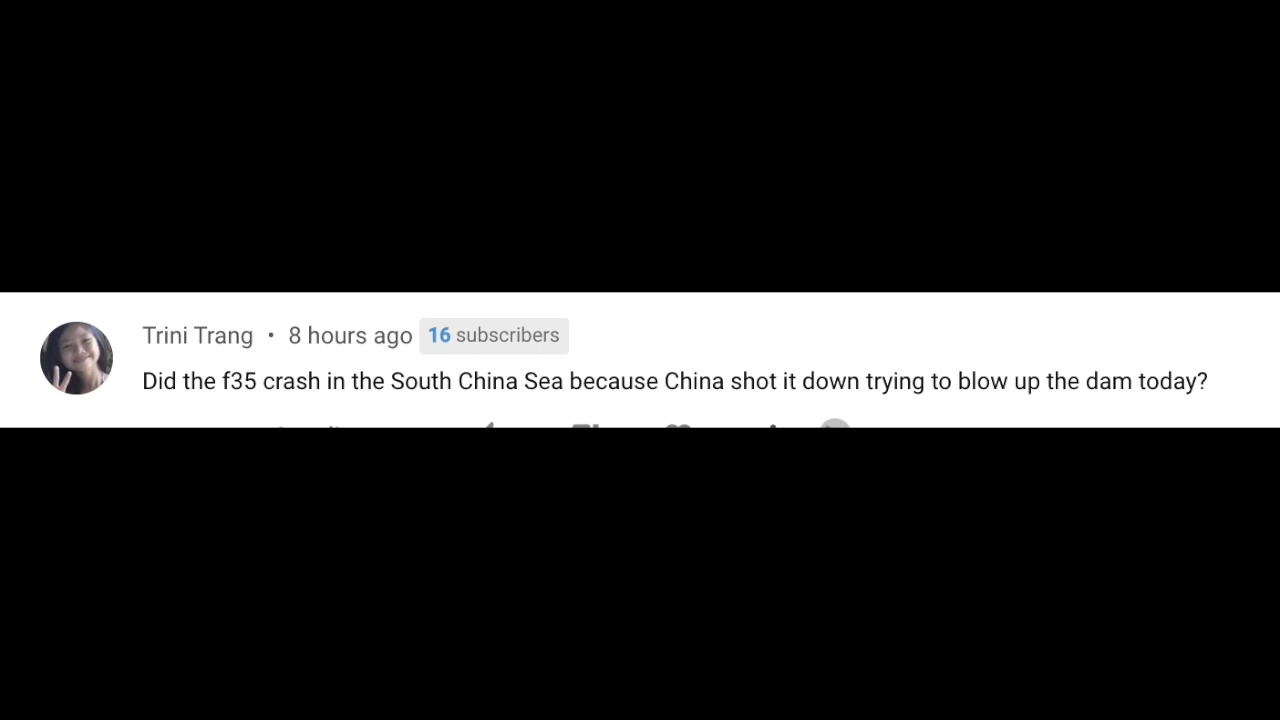 Trini Trang • 8 hours ago 16 subscribers
Did the f35 crash in the South China Sea because China shot it down trying to blow up the dam today?